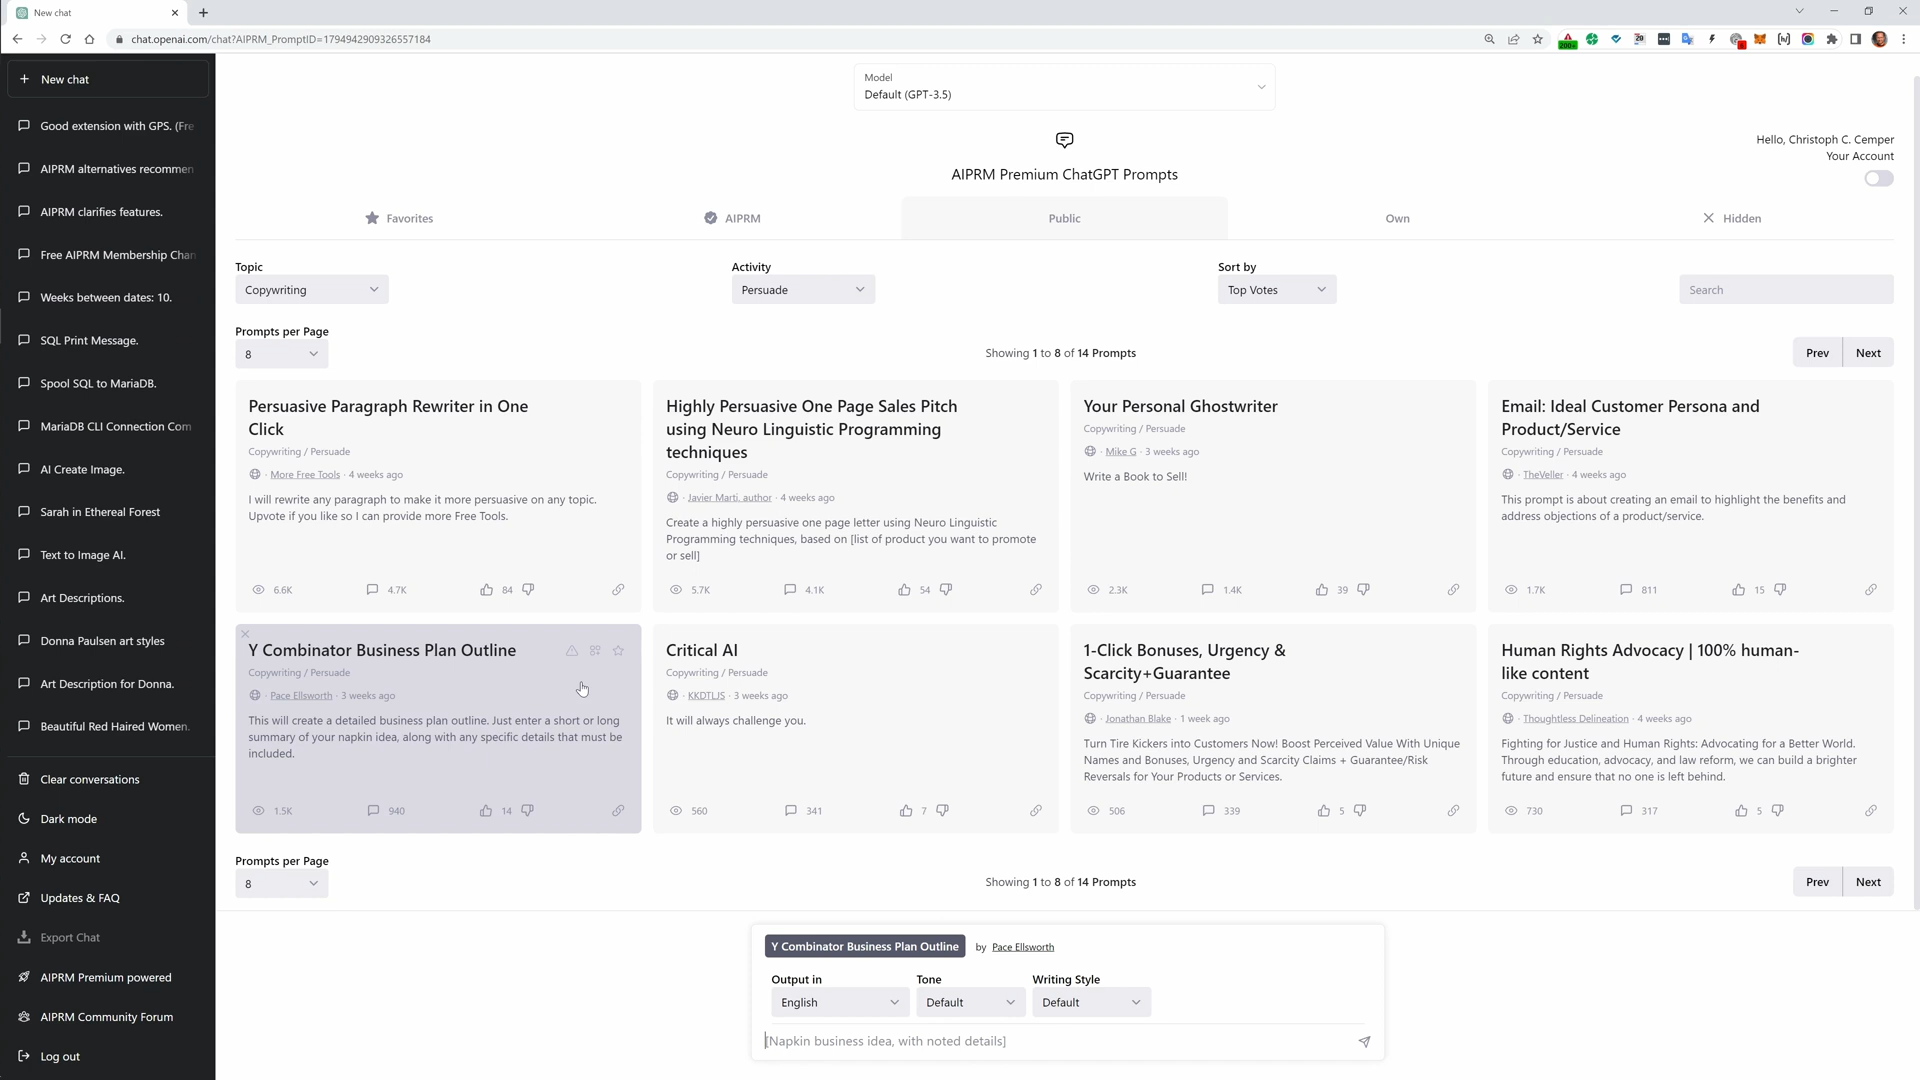 New chat
chat.openai.com/chat?AIPRM_PromptID=1794942909326557184
200+
20
New chat
Good extension with GPS. (Fre
AIPRM alternatives recommen
AIPRM clarifies features.
Free AIPRM Membership Chan
Weeks between dates: 10.
SQL Print Message.
Spool SQL to MariaDB.
MariaDB CLI Connection Com
AI Create Image.
Sarah in Ethereal Forest
Text to Image AI.
Art Descriptions.
Donna Paulsen art styles
Art Description for Donna.
Beautiful Red Haired Women.
Clear conversations
Dark mode
My account
Updates & FAQ
Export Chat
AIPRM Premium powered
AIPRM Community Forum
Log out
Model
Default (GPT-3.5)
Hello, Christoph C. Cemper
Your Account
AIPRM Premium ChatGPT Prompts
Favorites
AIPRM
Public
Own
Hidden
Topic
Copywriting
Activity
Persuade
Sort by
Top Votes
Search
Prompts per Page
8
Showing 1 to 8 of 14 Prompts
Prev
Next
Persuasive Paragraph Rewriter in One
Click
Copywriting / Persuade
· More Free Tools · 4 weeks ago
I will rewrite any paragraph to make it more persuasive on any topic.
Upvote if you like so I can provide more Free Tools.
6.6K 4.7K 84
Highly Persuasive One Page Sales Pitch
using Neuro Linguistic Programming
techniques
Copywriting / Persuade
· Javier Marti, author · 4 weeks ago
Create a highly persuasive one page letter using Neuro Linguistic
Programming techniques, based on [list of product you want to promote
or sell]
5.7K 4.1K 54
Your Personal Ghostwriter
Copywriting / Persuade
· Mike G · 3 weeks ago
Write a Book to Sell!
2.3K 1.4K 39
Email: Ideal Customer Persona and
Product/Service
Copywriting / Persuade
· TheVeller · 4 weeks ago
This prompt is about creating an email to highlight the benefits and
address objections of a product/service.
1.7K 811 15
Y Combinator Business Plan Outline
Copywriting / Persuade
· Pace Ellsworth · 3 weeks ago
This will create a detailed business plan outline. Just enter a short or long
summary of your napkin idea, along with any specific details that must be
included.
1.5K 940 14
Critical AI
Copywriting / Persuade
· KKDTLJS · 3 weeks ago
It will always challenge you.
560 341 7
1-Click Bonuses, Urgency &
Scarcity+Guarantee
Copywriting / Persuade
· Jonathan Blake · 1 week ago
Turn Tire Kickers into Customers Now! Boost Perceived Value With Unique
Names and Bonuses, Urgency and Scarcity Claims + Guarantee/Risk
Reversals for Your Products or Services.
506 339 5
Human Rights Advocacy | 100% human-
like content
Copywriting / Persuade
· Thoughtless Delineation · 4 weeks ago
Fighting for Justice and Human Rights: Advocating for a Better World.
Through education, advocacy, and law reform, we can build a brighter
future and ensure that no one is left behind.
730 317 5
Prompts per Page
8
Showing 1 to 8 of 14 Prompts
Prev
Next
Y Combinator Business Plan Outline by Pace Ellsworth
Output in
English
Tone
Default
Writing Style
Default
[Napkin business idea, with noted details]